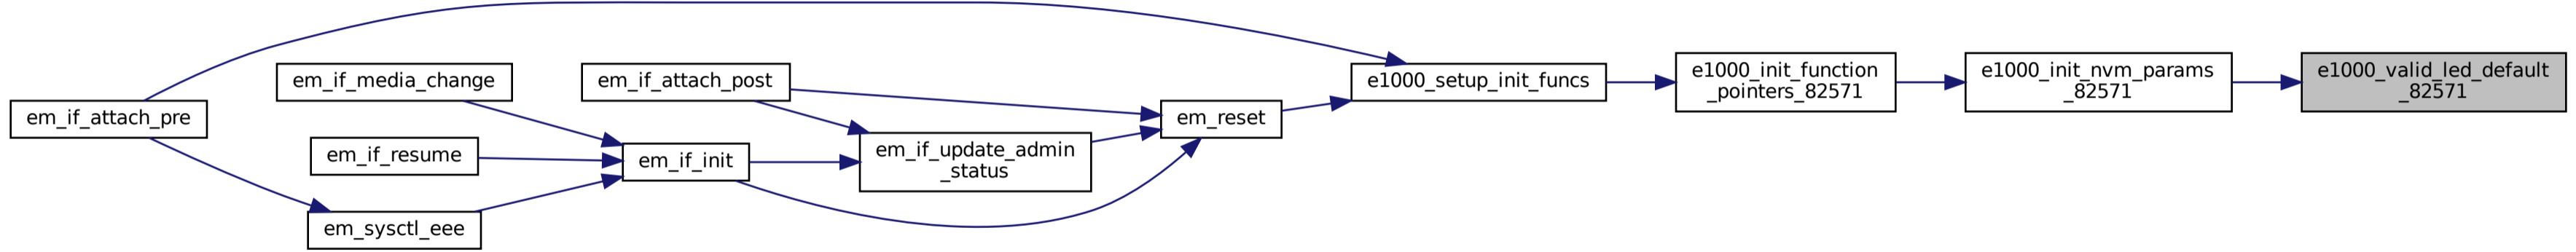 em_if_attach_pre
em_if_media_change
em_if_resume
em_sysctl_eee
em_if_attach_post
em_if_init
em_if_update_admin
_status
em_reset
e1000_setup_init_funcs
e1000_init_function
_pointers_82571
e1000_init_nvm_params
_82571
e1000_valid_led_default
_82571